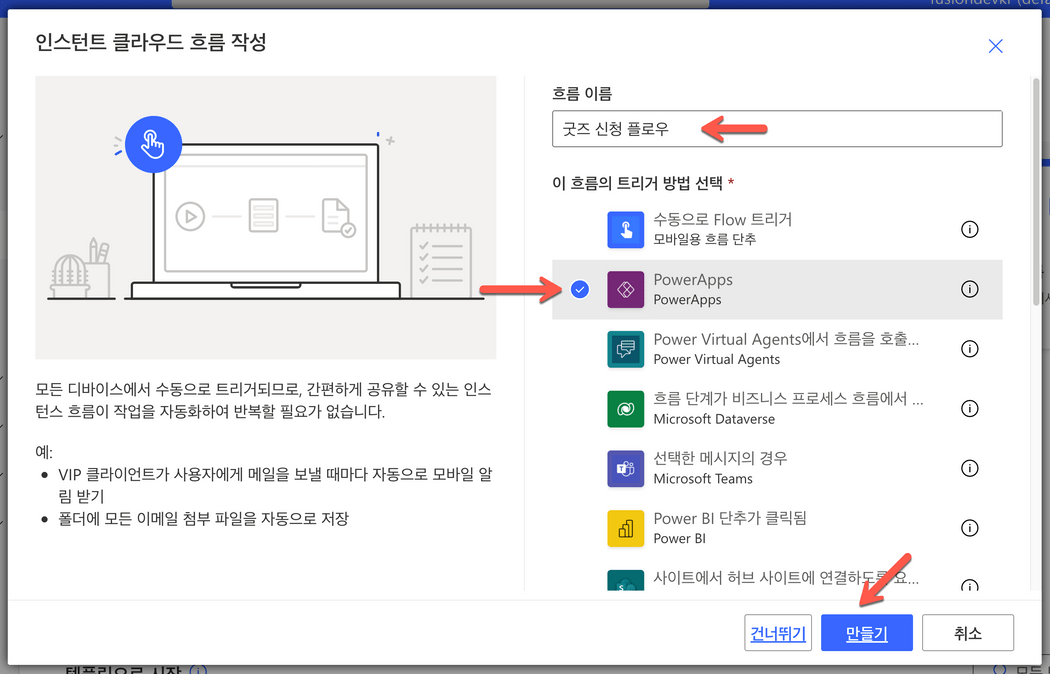 인스턴트 클라우드 흐름 작성
모든 디바이스에서 수동으로 트리거되므로, 간편하게 공유할 수 있는 인스
턴스 흐름이 작업을 자동화하여 반복할 필요가 없습니다.
예:
VIP 클라이언트가 사용자에게 메일을 보낼 때마다 자동으로 모바일 알
림 받기
폴더에 모든 이메일 첨부 파일을 자동으로 저장
흐름 이름
굿즈 신청 플로우
이 흐름의 트리거 방법 선택 *
수동으로 Flow 트리거
모바일용 흐름 단추
PowerApps
PowerApps
Power Virtual Agents에서 흐름을 호출...
Power Virtual Agents
흐름 단계가 비즈니스 프로세스 흐름에서 ...
Microsoft Dataverse
선택한 메시지의 경우
Microsoft Teams
Power BI 단추가 클릭됨
Power BI
사이트에서 허브 사이트에 연결하도록 요...
건너뛰기
만들기
취소